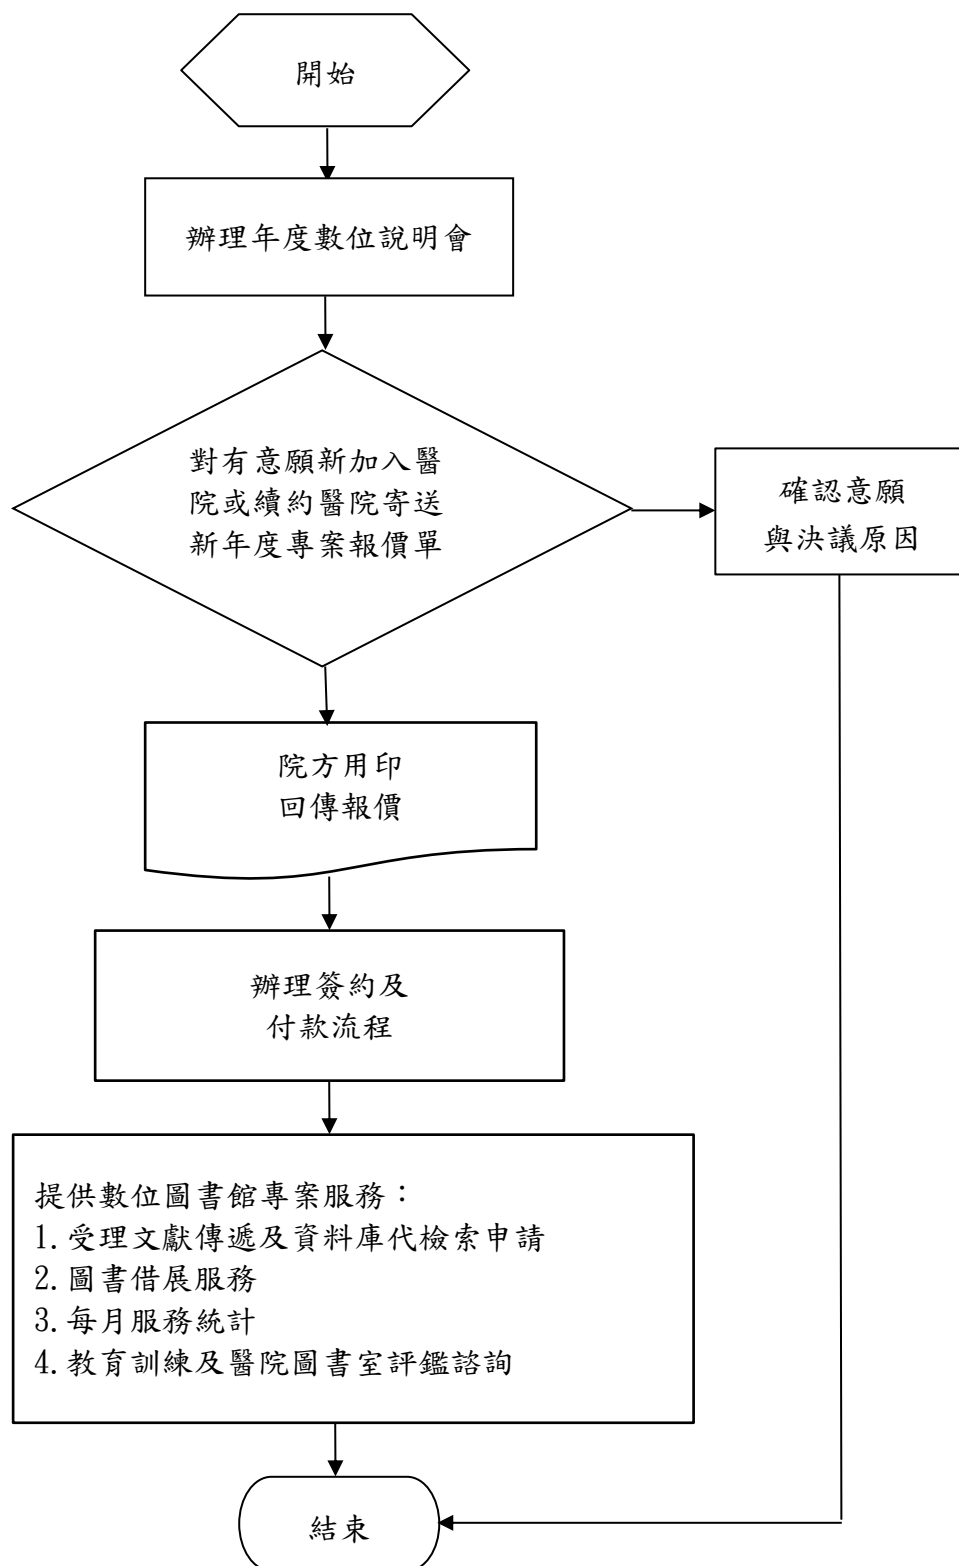 開始
辦理年度數位說明會
對有意願新加入醫
院或續約醫院寄送
新年度專案報價單
確認意願
與決議原因
院方用印
回傳報價
辦理簽約及
付款流程
提供數位圖書館專案服務：
1.受理文獻傳遞及資料庫代檢索申請
2.圖書借展服務
3.每月服務統計
4.教育訓練及醫院圖書室評鑑諮詢
結束